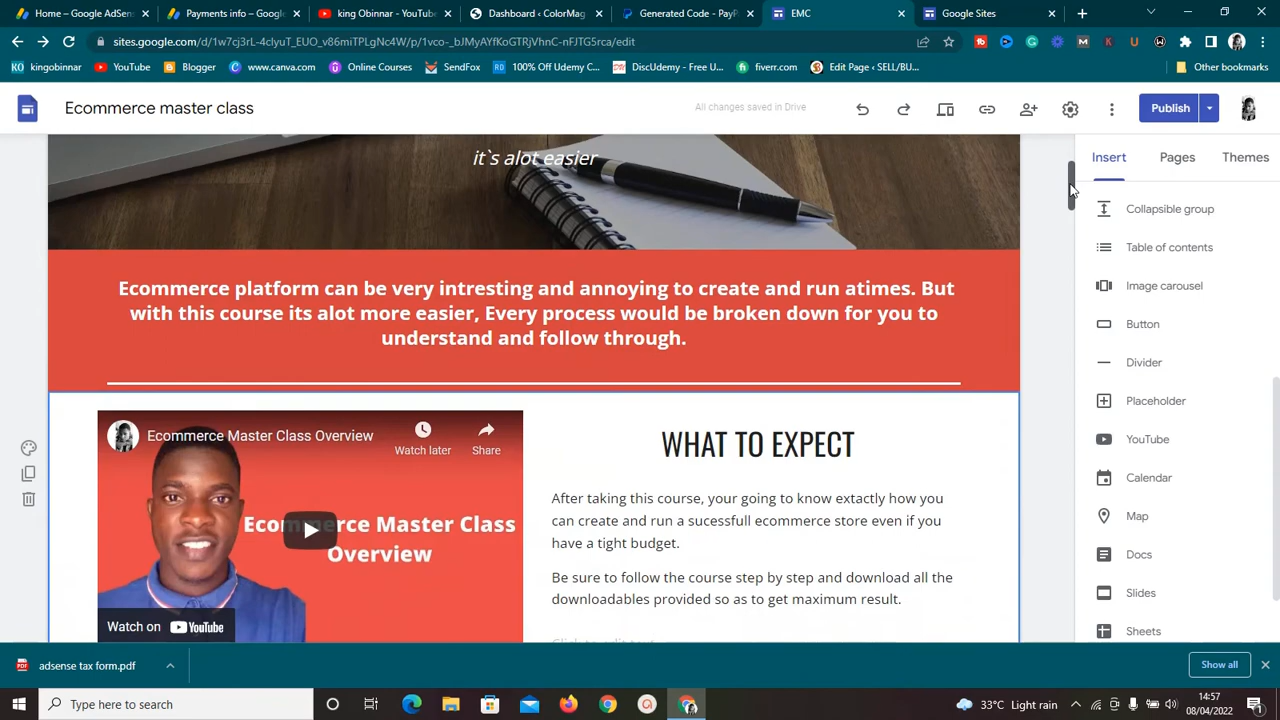 Home – Google AdSen
Payments info – Google
king Obinnar - YouTube
Dashboard ‹ ColorMag
Generated Code - PayP
EMC
Google Sites
sites.google.com/d/1w7cj3rL-4clyuT_EUO_v86miTPLgNc4W/p/1vco-_bJMyAYfKoGTRjVhnC-nFJTG5rca/edit
kingobinnar
YouTube
Blogger
www.canva.com
Online Courses
SendFox
100% Off Udemy C...
DiscUdemy - Free U...
fiverr.com
Edit Page ‹ SELL/BU...
Other bookmarks
Ecommerce master class
All changes saved in Drive
Publish
Insert
Pages
Themes
it`s alot easier
Ecommerce platform can be very intresting and annoying to create and run atimes. But
with this course its alot more easier, Every process would be broken down for you to
understand and follow through.
Ecommerce Master Class Overview
Watch later
Share
Ecommerce Master Class
Overview
Watch on YouTube
WHAT TO EXPECT
After taking this course, your going to know extactly how you
can create and run a sucessfull ecommerce store even if you
have a tight budget.
Be sure to follow the course step by step and download all the
downloadables provided so as to get maximum result.
Click to edit text
Collapsible group
Table of contents
Image carousel
Button
Divider
Placeholder
YouTube
Calendar
Map
Docs
Slides
Sheets
adsense tax form.pdf
Show all
Type here to search
33°C Light rain
14:57
08/04/2022